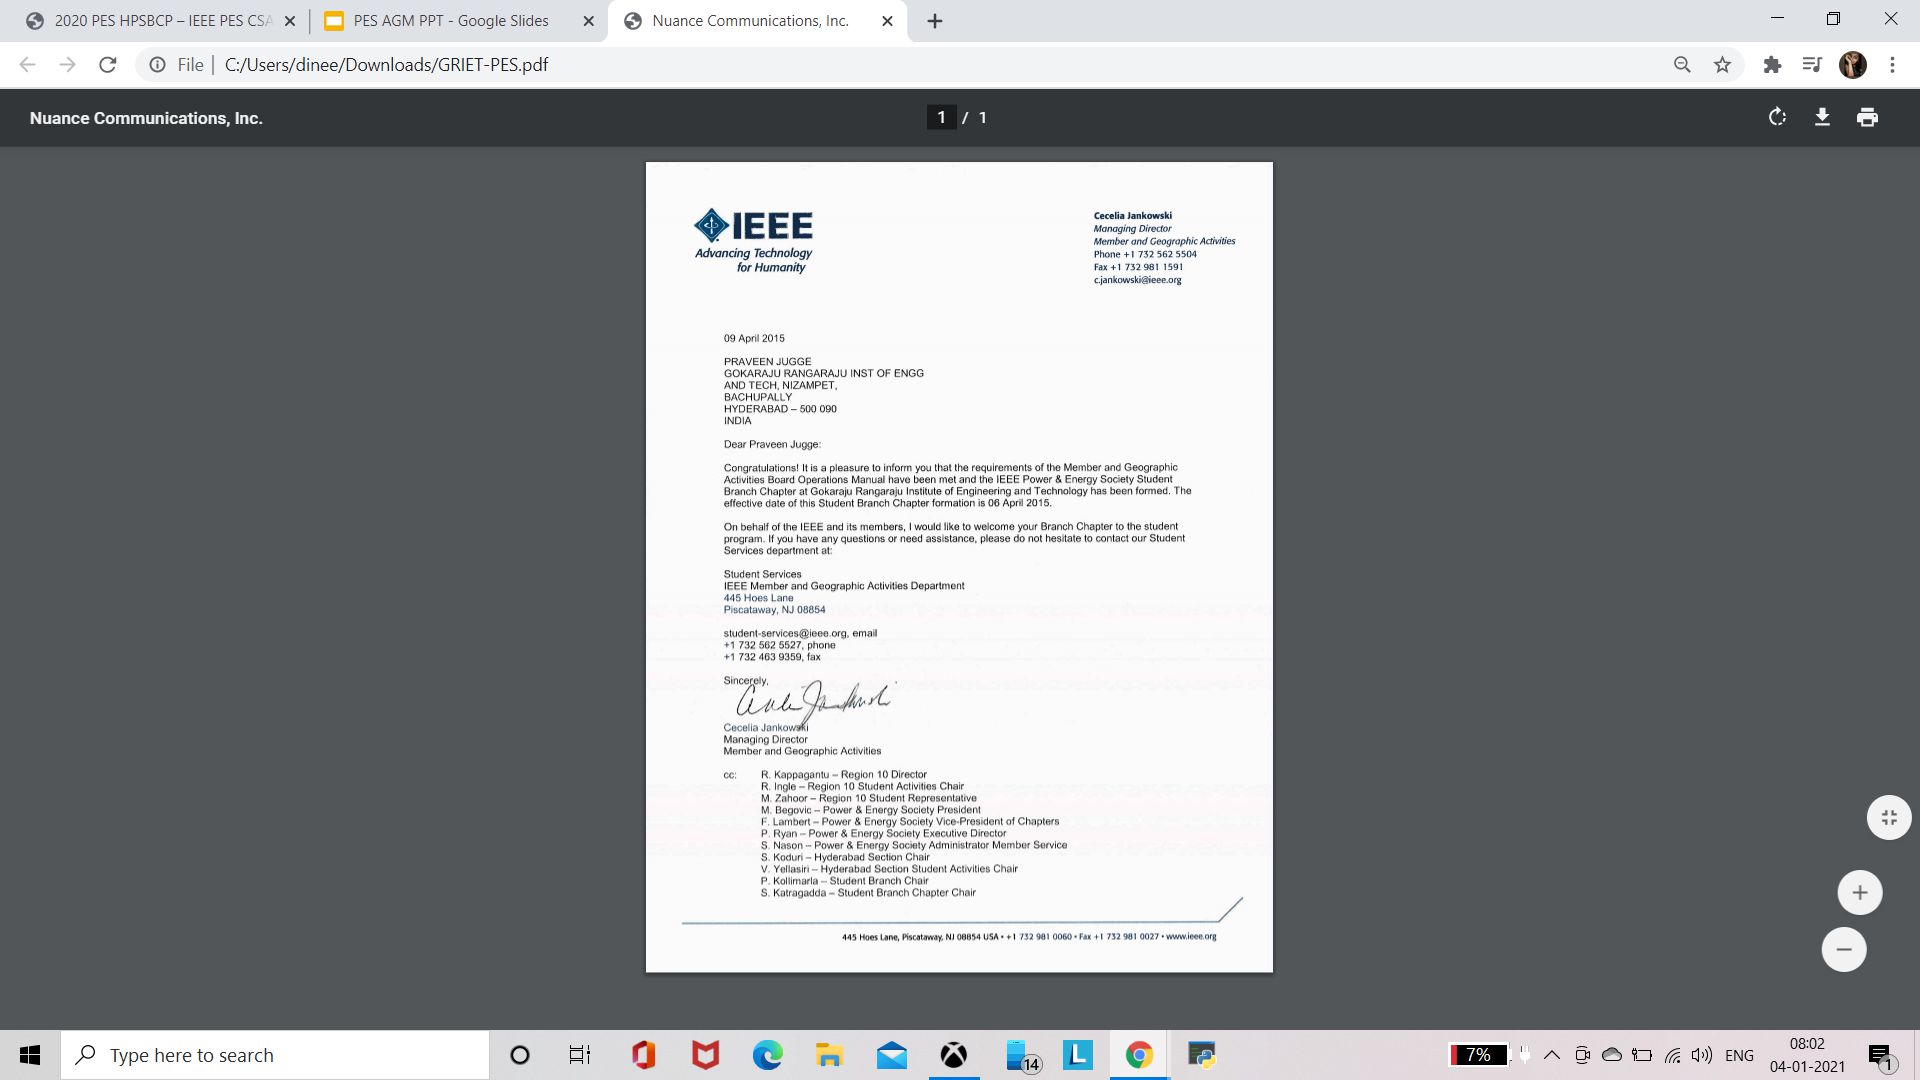 2020 PES HPSBCP – IEEE PES CSA
PES AGM PPT - Google Slides
Nuance Communications, Inc.
File
C:/Users/dinee/Downloads/GRIET-PES.pdf
Nuance Communications, Inc.
1 / 1
IEEE
Advancing Technology
for Humanity
Cecelia Jankowski
Managing Director
Member and Geographic Activities
Phone +1 732 562 5504
Fax +1 732 981 1591
c.jankowski@ieee.org
09 April 2015
PRAVEEN JUGGE
GOKARAJU RANGARAJU INST OF ENGG
AND TECH, NIZAMPET,
BACHUPALLY
HYDERABAD – 500 090
INDIA
Dear Praveen Jugge:
Congratulations! It is a pleasure to inform you that the requirements of the Member and Geographic
Activities Board Operations Manual have been met and the IEEE Power & Energy Society Student
Branch Chapter at Gokaraju Rangaraju Institute of Engineering and Technology has been formed. The
effective date of this Student Branch Chapter formation is 06 April 2015.
On behalf of the IEEE and its members, I would like to welcome your Branch Chapter to the student
program. If you have any questions or need assistance, please do not hesitate to contact our Student
Services department at:
Student Services
IEEE Member and Geographic Activities Department
445 Hoes Lane
Piscataway, NJ 08854
student-services@ieee.org, email
+1 732 562 5527, phone
+1 732 463 9359, fax
Sincerely,
Cecelia Jankowski
Managing Director
Member and Geographic Activities
cc: R. Kappagantu – Region 10 Director
R. Ingle – Region 10 Student Activities Chair
M. Zahoor – Region 10 Student Representative
M. Begovic – Power & Energy Society President
F. Lambert – Power & Energy Society Vice-President of Chapters
P. Ryan – Power & Energy Society Executive Director
S. Nason – Power & Energy Society Administrator Member Service
S. Koduri – Hyderabad Section Chair
V. Yellasiri – Hyderabad Section Student Activities Chair
P. Kollimarla – Student Branch Chair
S. Katragadda – Student Branch Chapter Chair
445 Hoes Lane, Piscataway, NJ 08854 USA • +1 732 981 0060 • Fax +1 732 981 0027 • www.ieee.org
Type here to search
14
L
7%
ENG
08:02
04-01-2021
1